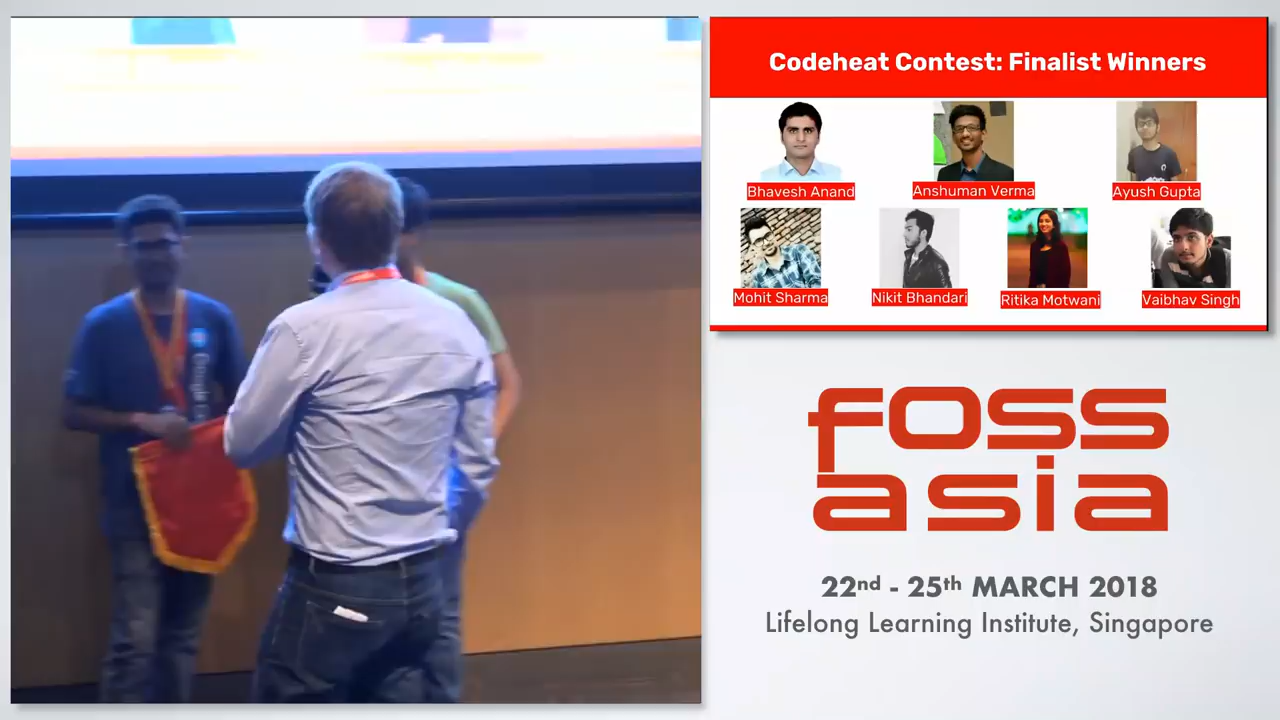 Codeheat Contest: Finalist Winners
Bhavesh Anand
Anshuman Verma
Ayush Gupta
Mohit Sharma
Nikit Bhandari
Ritika Motwani
Vaibhav Singh
foss
asia
22nd - 25th MARCH 2018
Lifelong Learning Institute, Singapore